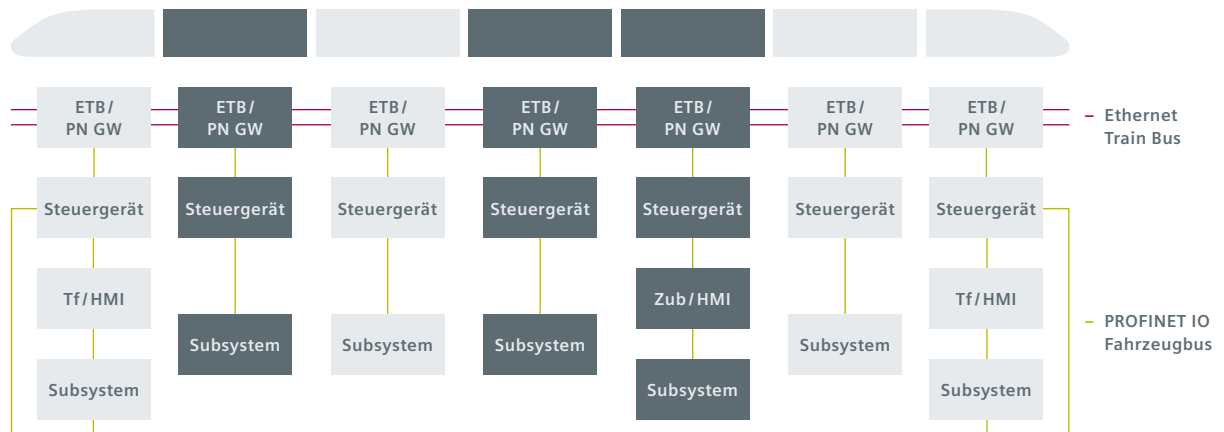 ETB/
PN GW
ETB/
PN GW
ETB/
PN GW
ETB/
PN GW
ETB/
PN GW
ETB/
PN GW
ETB/
PN GW
Ethernet
Train Bus
Steuergerät
Steuergerät
Steuergerät
Steuergerät
Steuergerät
Steuergerät
Steuergerät
Tf/HMI
Zub/HMI
Tf/HMI
PROFINET IO
Fahrzeugbus
Subsystem
Subsystem
Subsystem
Subsystem
Subsystem
Subsystem
Subsystem